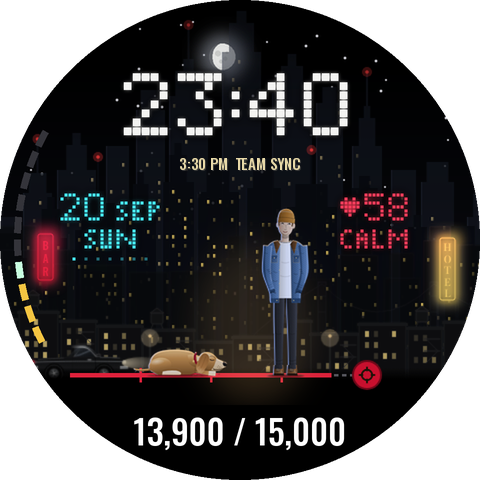 23:40
3:30 PM TEAM SYNC
20 SEP
SUN
58
CALM
BAR
HOTEL
13,900 / 15,000